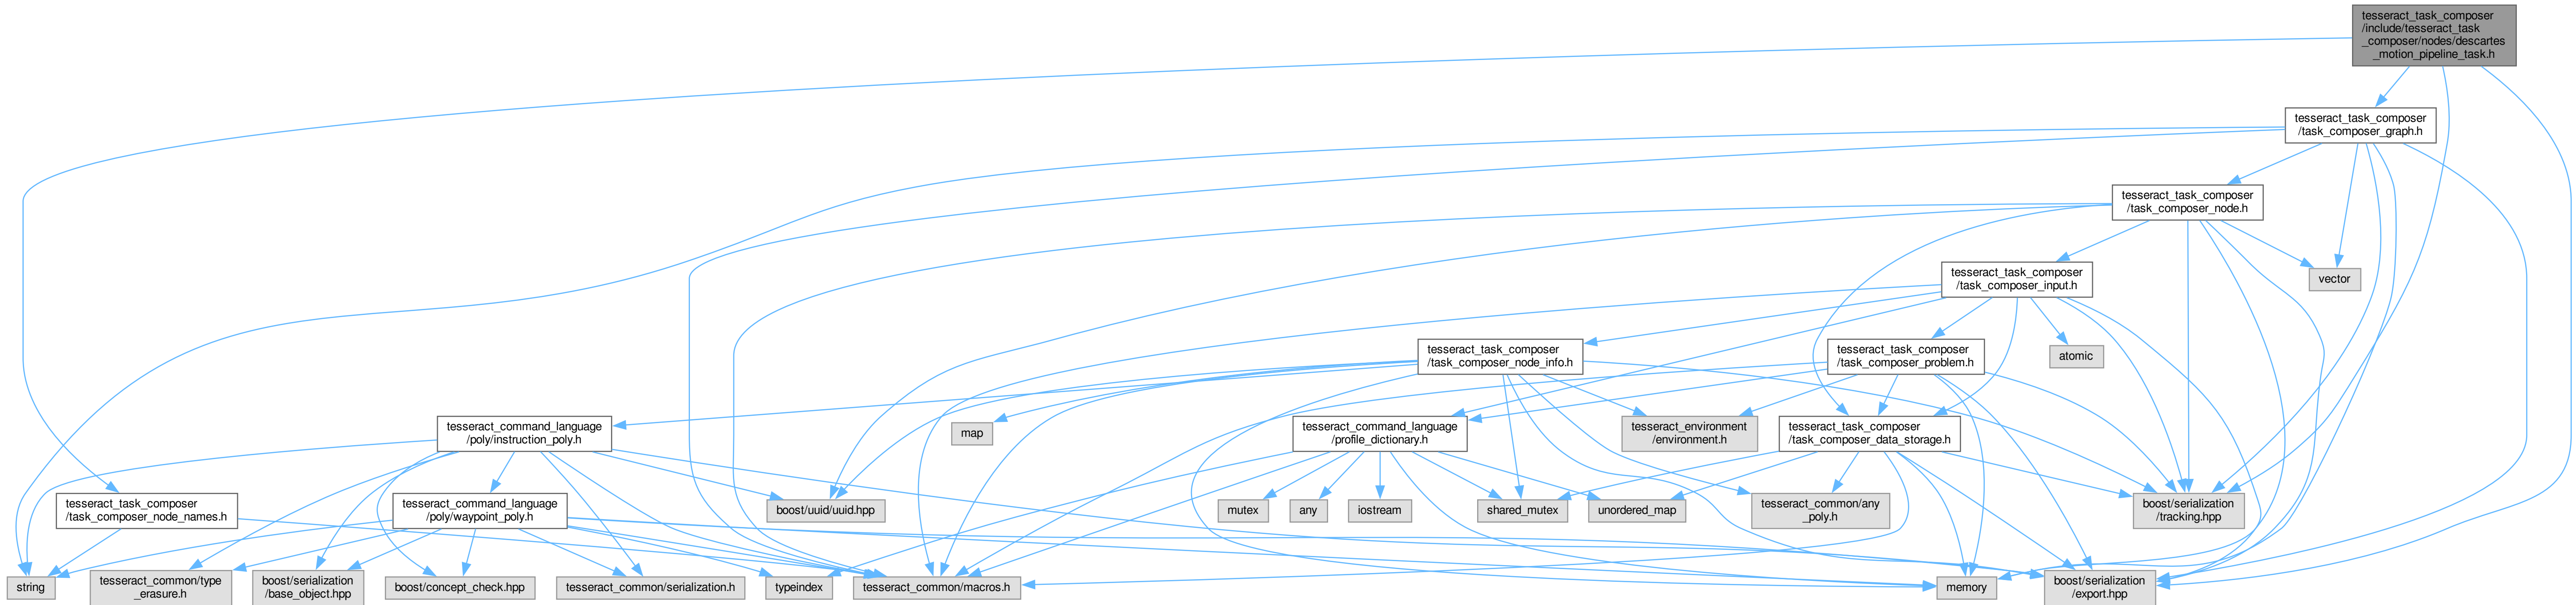 tesseract_task_composer
/include/tesseract_task
_composer/nodes/descartes
_motion_pipeline_task.h
tesseract_task_composer
/task_composer_graph.h
tesseract_task_composer
/task_composer_node.h
tesseract_task_composer
/task_composer_input.h
vector
tesseract_task_composer
/task_composer_node_info.h
tesseract_task_composer
/task_composer_problem.h
atomic
tesseract_command_language
/poly/instruction_poly.h
map
tesseract_command_language
/profile_dictionary.h
tesseract_environment
/environment.h
tesseract_task_composer
/task_composer_data_storage.h
tesseract_task_composer
/task_composer_node_names.h
tesseract_command_language
/poly/waypoint_poly.h
boost/uuid/uuid.hpp
mutex
any
iostream
shared_mutex
unordered_map
tesseract_common/any
_poly.h
boost/serialization
/tracking.hpp
string
tesseract_common/type
_erasure.h
boost/serialization
/base_object.hpp
boost/concept_check.hpp
tesseract_common/serialization.h
typeindex
tesseract_common/macros.h
memory
boost/serialization
/export.hpp